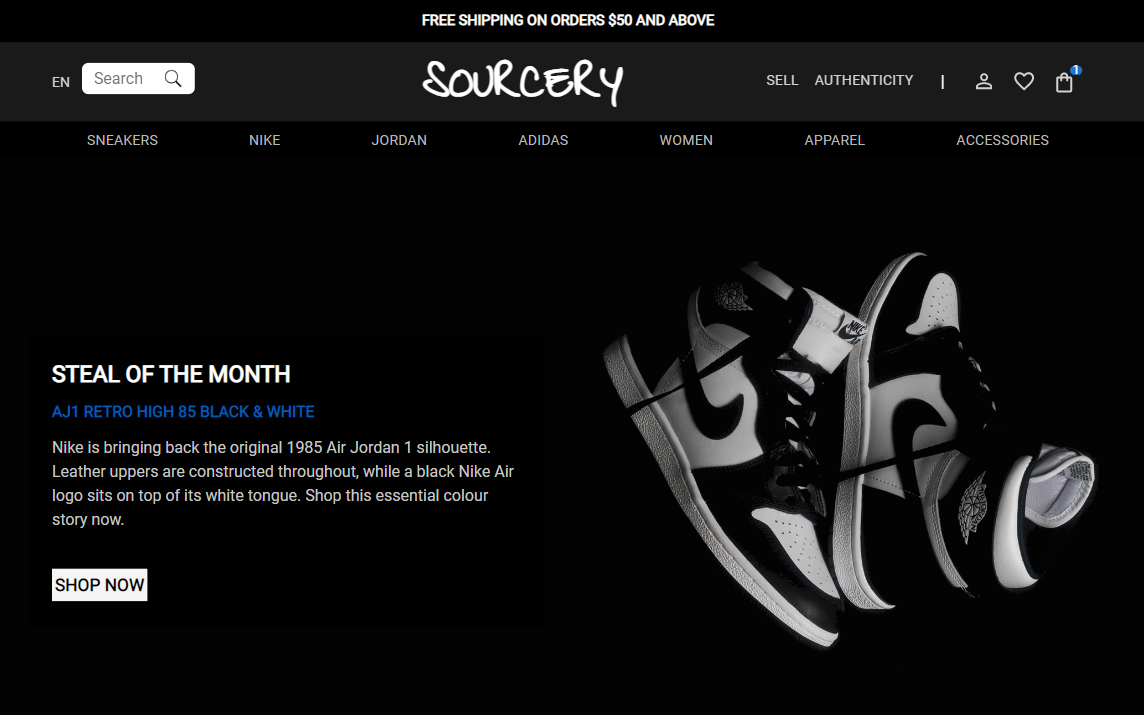 FREE SHIPPING ON ORDERS $50 AND ABOVE
EN
Search
SOURCERY
SELL
AUTHENTICITY
|
1
SNEAKERS
NIKE
JORDAN
ADIDAS
WOMEN
APPAREL
ACCESSORIES
STEAL OF THE MONTH
AJ1 RETRO HIGH 85 BLACK & WHITE
Nike is bringing back the original 1985 Air Jordan 1 silhouette.
Leather uppers are constructed throughout, while a black Nike Air
logo sits on top of its white tongue. Shop this essential colour
story now.
SHOP NOW
NIKE